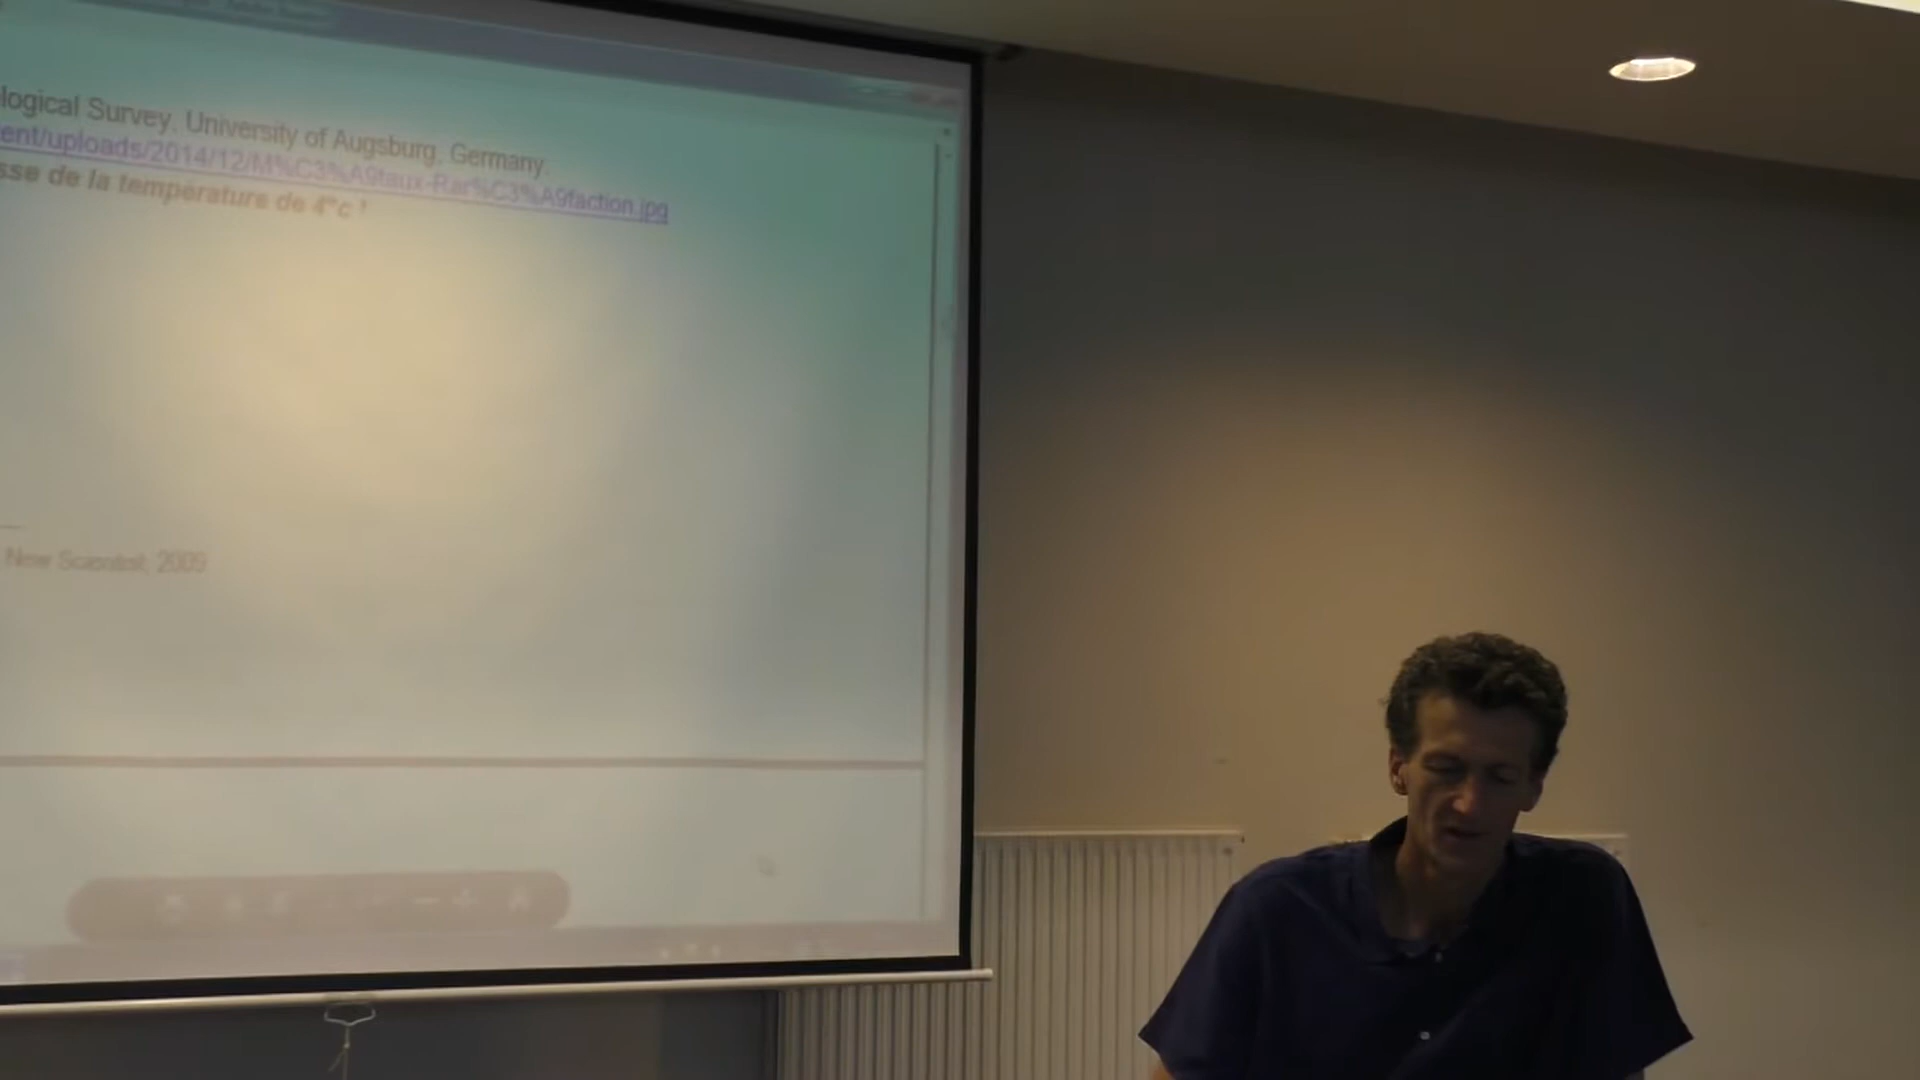 logical Survey, University of Augsburg, Germany.
ent/uploads/2014/12/M%C3%A9taux-Rar%C3%A9faction.jpg
sse de la température de 4°c !
New Scientist, 2009